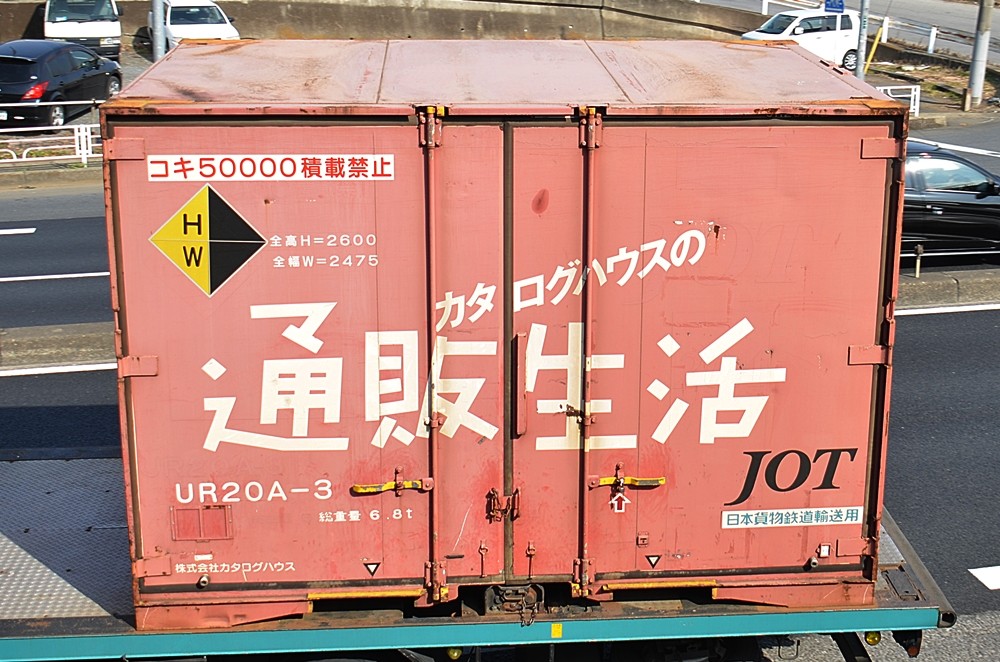 コキ50000積載禁止
H
W
全高H=2600
全幅W=2475
カタログハウスの
通販生活
UR20A-3
総重量 6.8t
JOT
日本貨物鉄道輸送用
株式会社カタログハウス